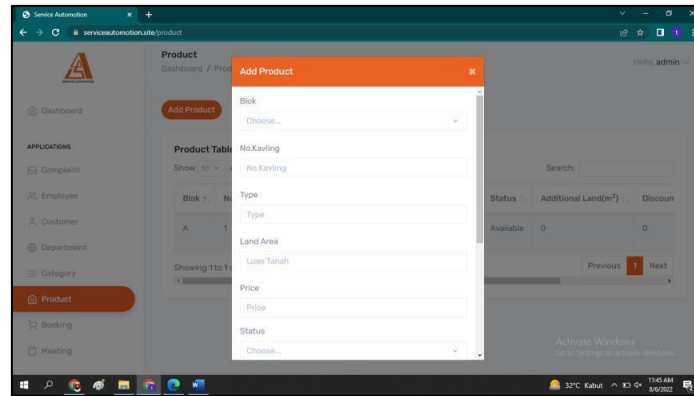 Service Automotion
serviceautomotion.site/product
Product
Dashboard / Prod
Hello, admin
Add Product
Add Product
Blok
Choose...
No.Kavling
No.Kavling
Type
Type
Land Area
Luas Tanah
Price
Price
Status
Choose...
Dashboard
APPLICATIONS
Complaint
Employee
Customer
Department
Category
Product
Booking
Meeting
Product Table
Show 10
Search:
Blok
Status
Additional Land(m²)
Discoun
A
1
Available
0
0
Showing 1 to 1
Previous 1 Next
Activate Windows
Go to Settings to activate Windows.
32°C Kabut
11:45 AM
8/6/2022